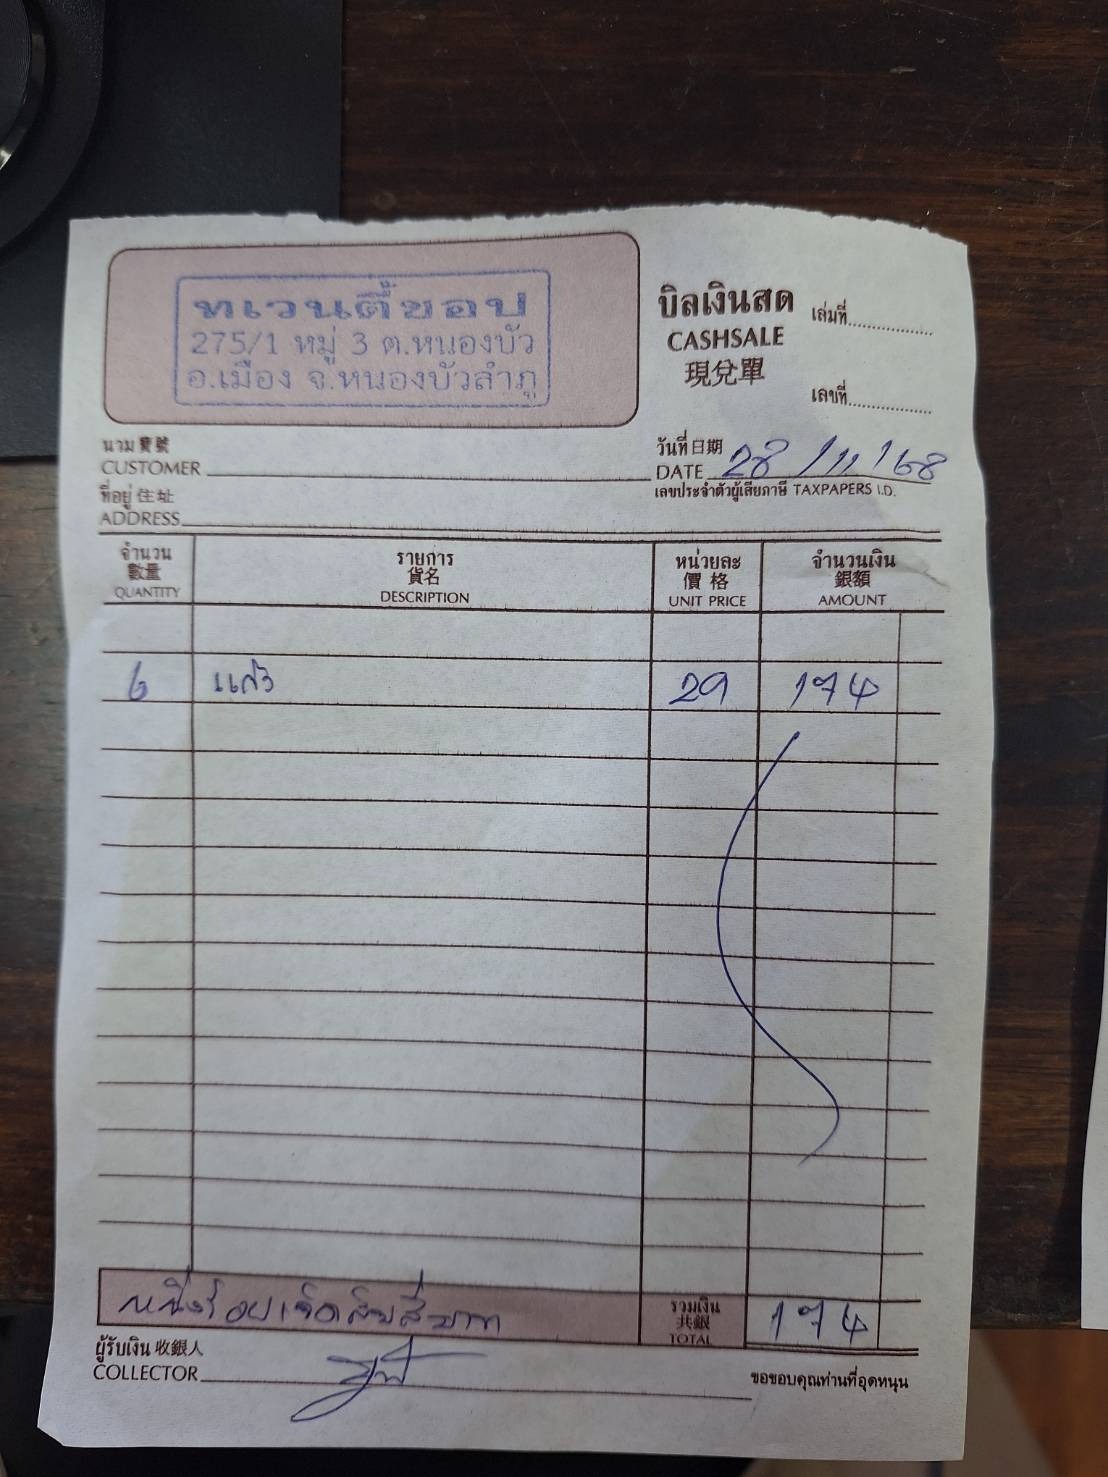 ทเวนตี้ชอป
275/1 หมู่ 3 ต.หนองบัว
อ.เมือง จ.หนองบัวลำภู
บิลเงินสด
CASHSALE
現兌單
เล่มที่
เลขที่
นาม 寶號
CUSTOMER
วันที่ 日期
DATE 28/11/68
ที่อยู่ 住址
ADDRESS
เลขประจำตัวผู้เสียภาษี TAXPAPERS I.D.
จำนวน รายการ หน่วยละ จำนวนเงิน
數量 貨名 價格 銀額
QUANTITY DESCRIPTION UNIT PRICE AMOUNT
6 แก้ว 29 174
หนึ่งร้อยเจ็ดสิบสี่บาท
รวมเงิน
共銀
TOTAL
174
ผู้รับเงิน 收銀人
COLLECTOR
ขอขอบคุณท่านที่อุดหนุน